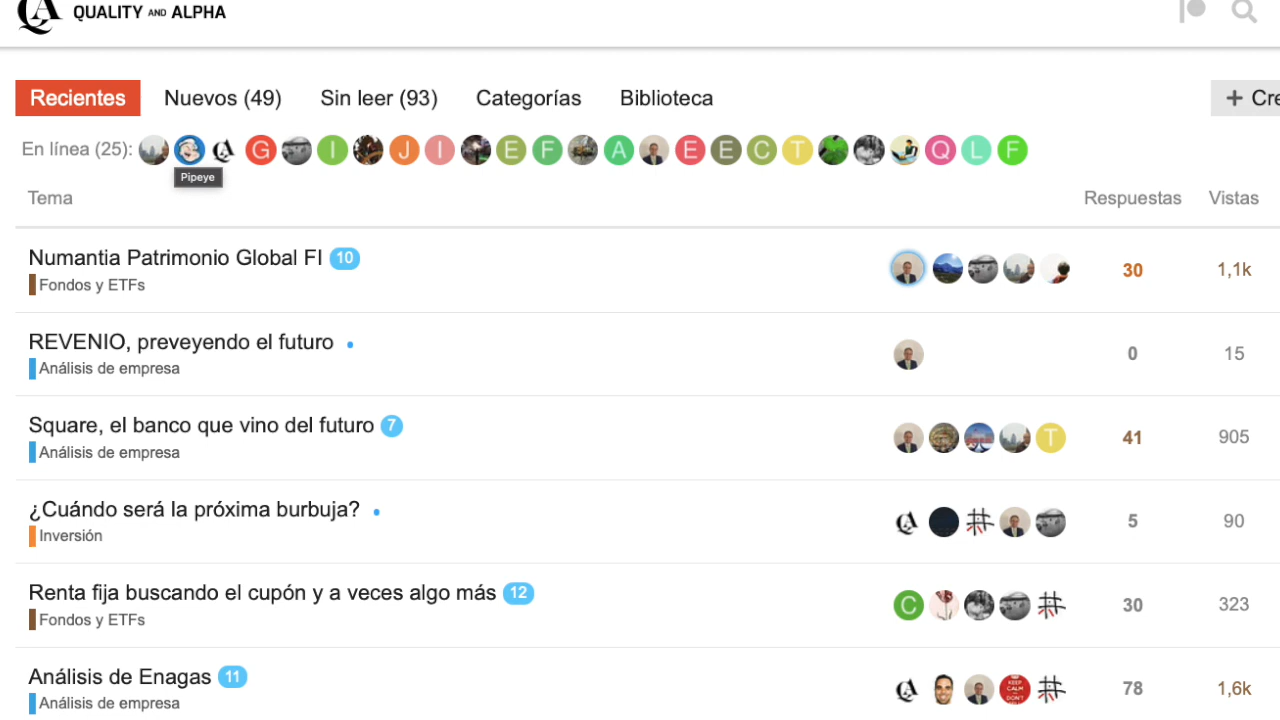 QUALITY AND ALPHA
Recientes Nuevos (49) Sin leer (93) Categorías Biblioteca + Cre
En línea (25): G I J I E F A E E C T Q L F
Pipeye
Tema Respuestas Vistas
Numantia Patrimonio Global FI 10 30 1,1k
Fondos y ETFs
REVENIO, preveyendo el futuro 0 15
Análisis de empresa
Square, el banco que vino del futuro 7 T 41 905
Análisis de empresa
¿Cuándo será la próxima burbuja? 5 90
Inversión
Renta fija buscando el cupón y a veces algo más 12 C 30 323
Fondos y ETFs
Análisis de Enagas 11 KEEP CALM DON'T 78 1,6k
Análisis de empresa